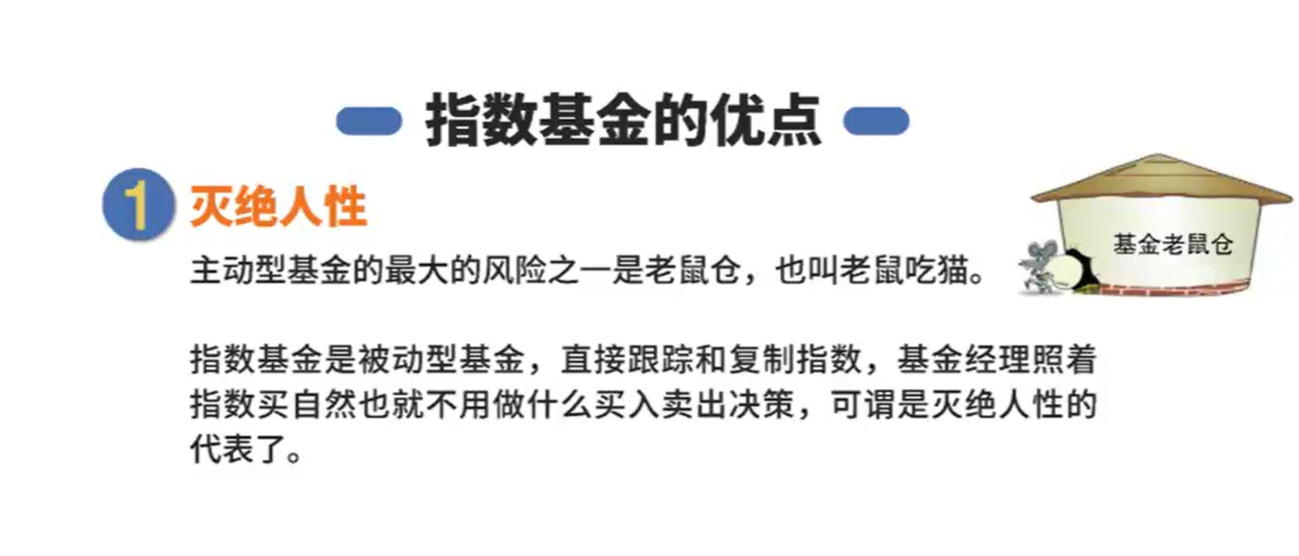 指数基金的优点
1 灭绝人性
主动型基金的最大的风险之一是老鼠仓，也叫老鼠吃猫。
基金老鼠仓
指数基金是被动型基金，直接跟踪和复制指数，基金经理照着
指数买自然也就不用做什么买入卖出决策，可谓是灭绝人性的
代表了。